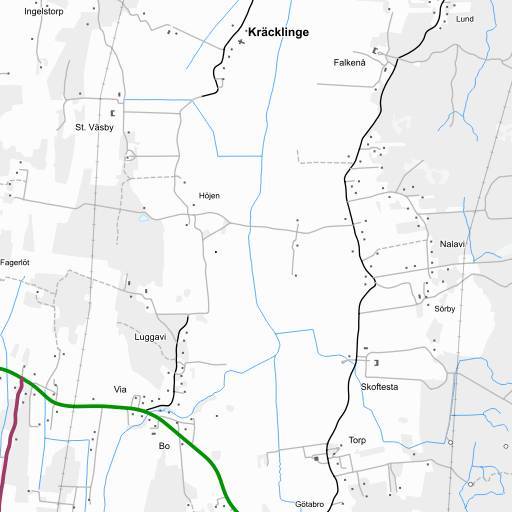 Ingelstorp
Lund
Kräcklinge
Falkenå
St. Väsby
Höjen
Nalavi
Fagerlöt
Sörby
Luggavi
Via
Skoftesta
Bo
Torp
Götabro